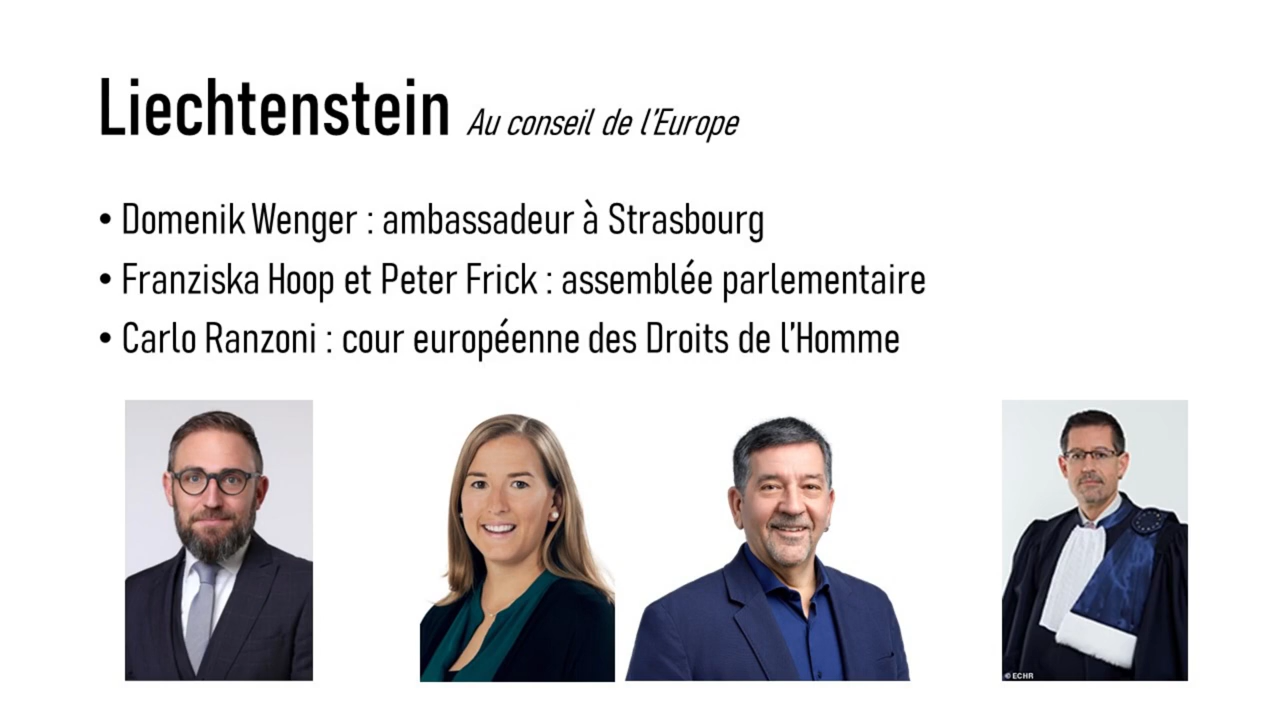 Liechtenstein Au conseil de l’Europe
• Domenik Wenger : ambassadeur à Strasbourg
• Franziska Hoop et Peter Frick : assemblée parlementaire
• Carlo Ranzoni : cour européenne des Droits de l’Homme
© ECHR